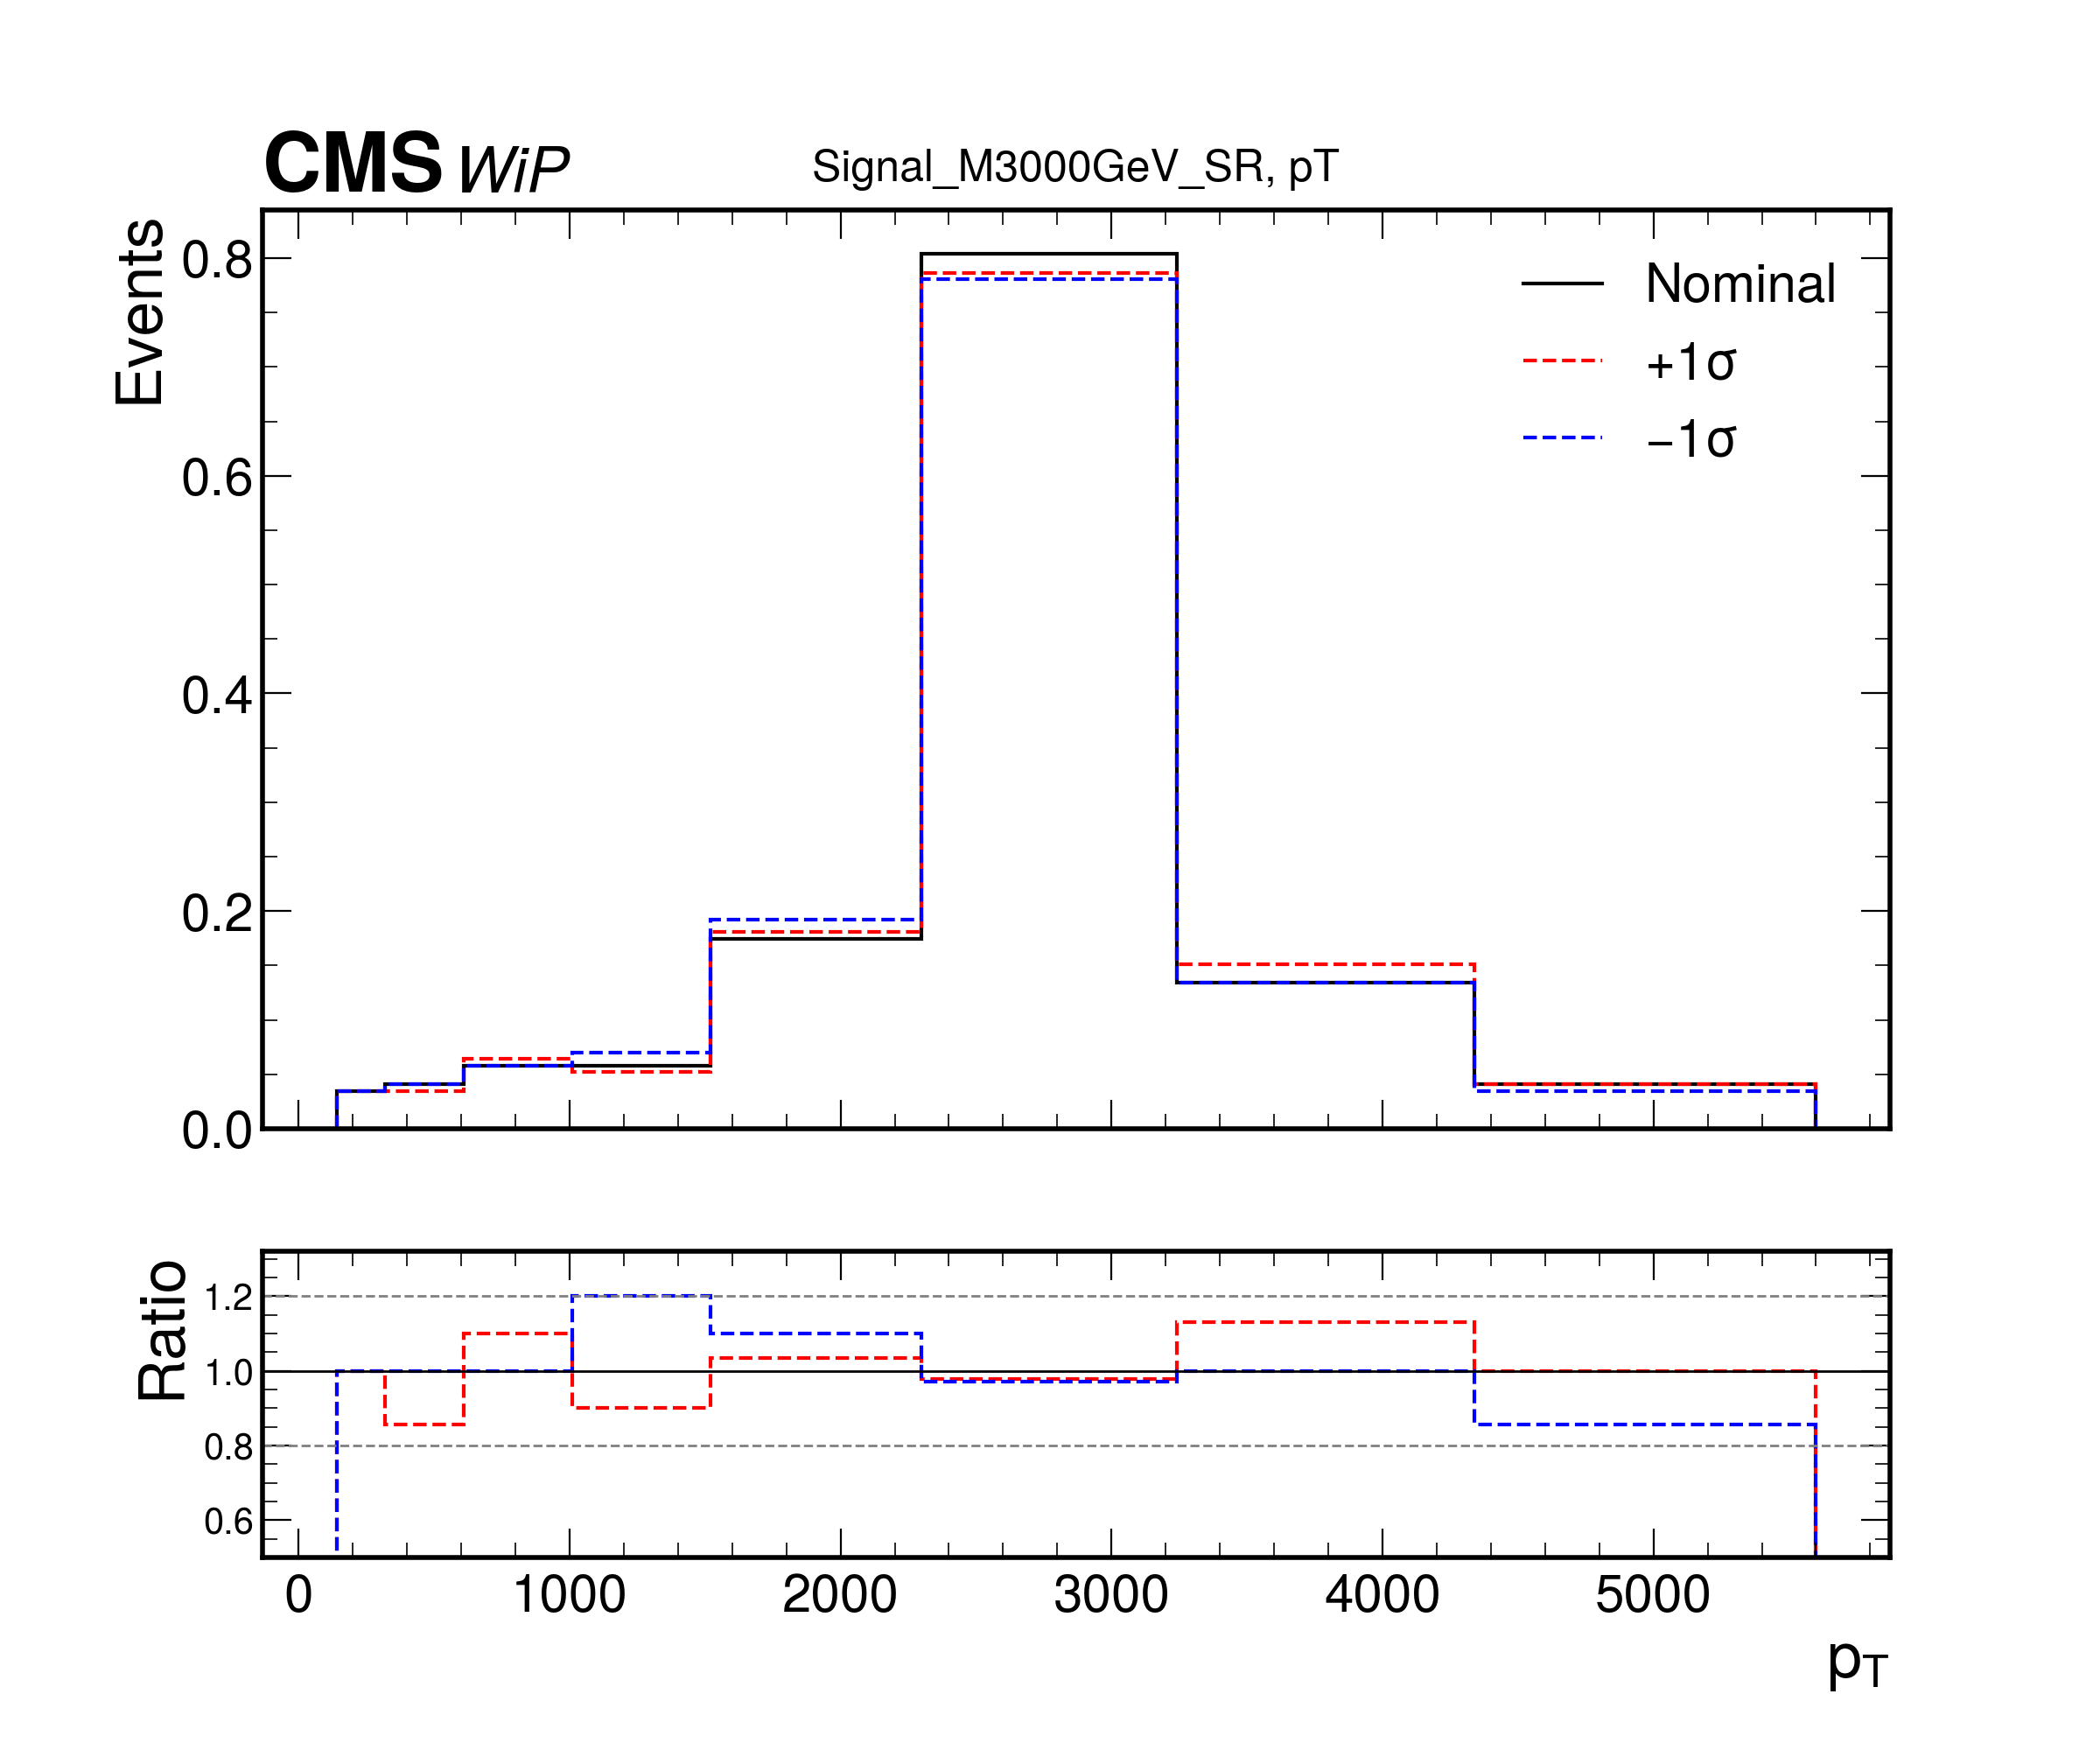 CMS WiP
Signal_M3000GeV_SR, pT
Events
0.8
0.6
0.4
0.2
0.0
Nominal
+1σ
−1σ
Ratio
1.2
1.0
0.8
0.6
0 1000 2000 3000 4000 5000
pT